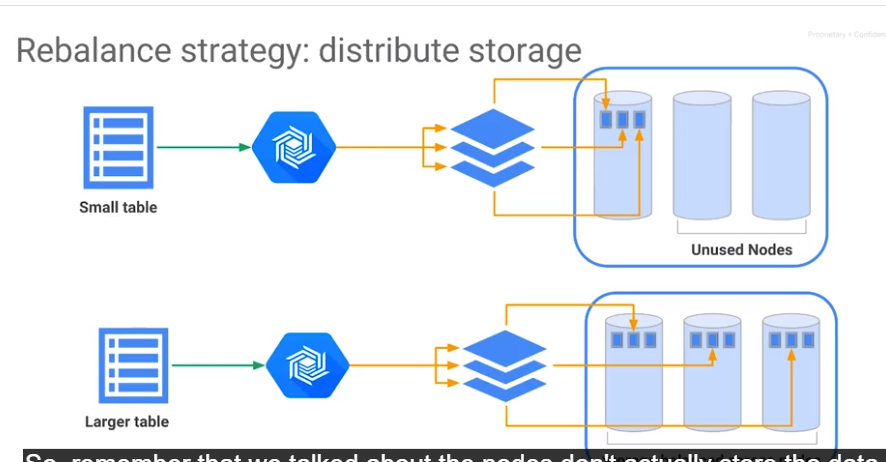 Proprietary + Confiden
Rebalance strategy: distribute storage
Small table
Unused Nodes
Larger table
So, remember that we talked about the nodes don't actually store the data